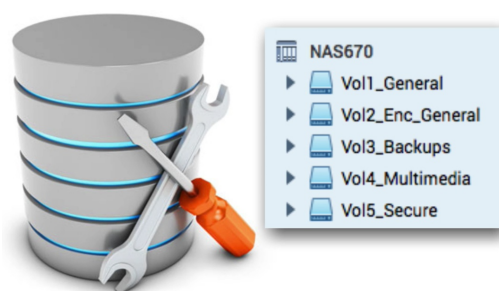 NAS670
Vol1_General
Vol2_Enc_General
Vol3_Backups
Vol4_Multimedia
Vol5_Secure